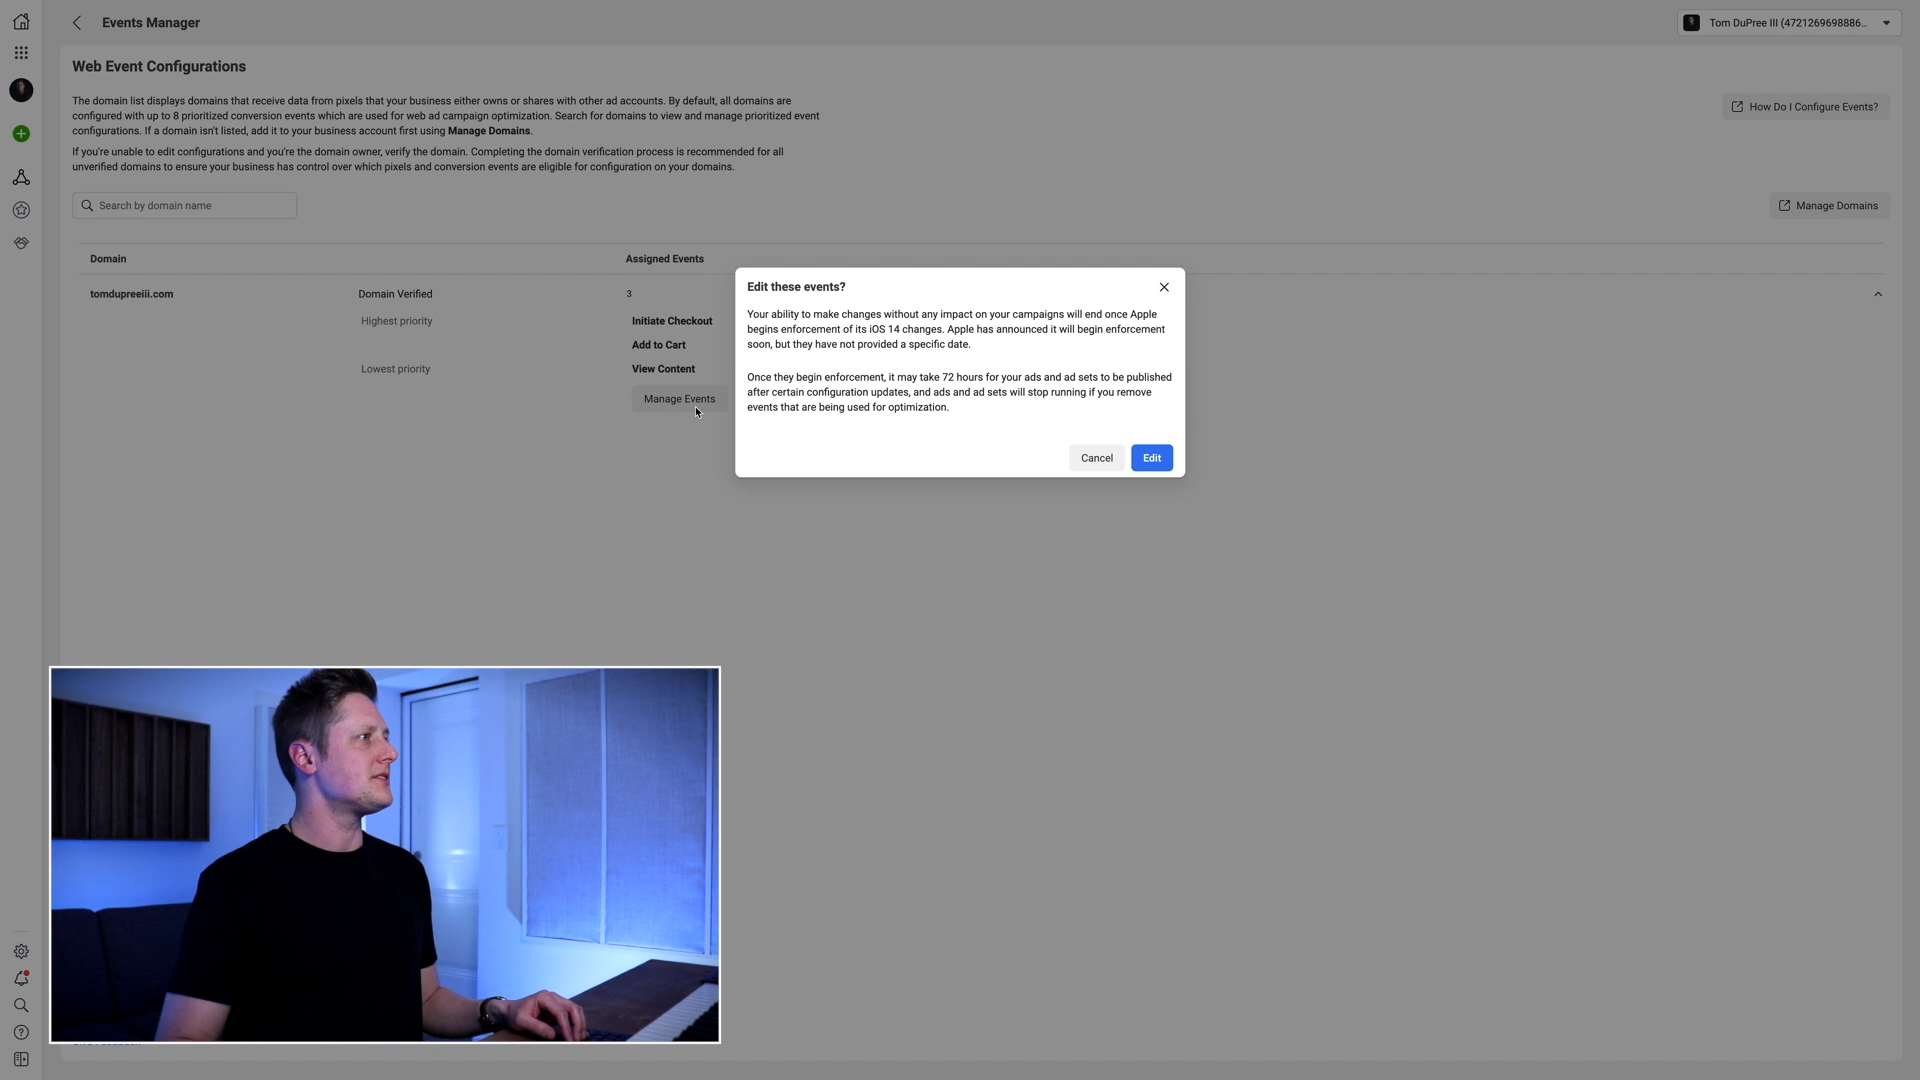 Events Manager
Tom DuPree III (4721269698886...
Web Event Configurations
The domain list displays domains that receive data from pixels that your business either owns or shares with other ad accounts. By default, all domains are
configured with up to 8 prioritized conversion events which are used for web ad campaign optimization. Search for domains to view and manage prioritized event
configurations. If a domain isn't listed, add it to your business account first using Manage Domains.
How Do I Configure Events?
If you're unable to edit configurations and you're the domain owner, verify the domain. Completing the domain verification process is recommended for all
unverified domains to ensure your business has control over which pixels and conversion events are eligible for configuration on your domains.
Search by domain name
Manage Domains
Domain
Assigned Events
tomdupreeiii.com
Domain Verified
3
Highest priority
Initiate Checkout
Add to Cart
Lowest priority
View Content
Manage Events
Edit these events?
Your ability to make changes without any impact on your campaigns will end once Apple
begins enforcement of its iOS 14 changes. Apple has announced it will begin enforcement
soon, but they have not provided a specific date.
Once they begin enforcement, it may take 72 hours for your ads and ad sets to be published
after certain configuration updates, and ads and ad sets will stop running if you remove
events that are being used for optimization.
Cancel
Edit